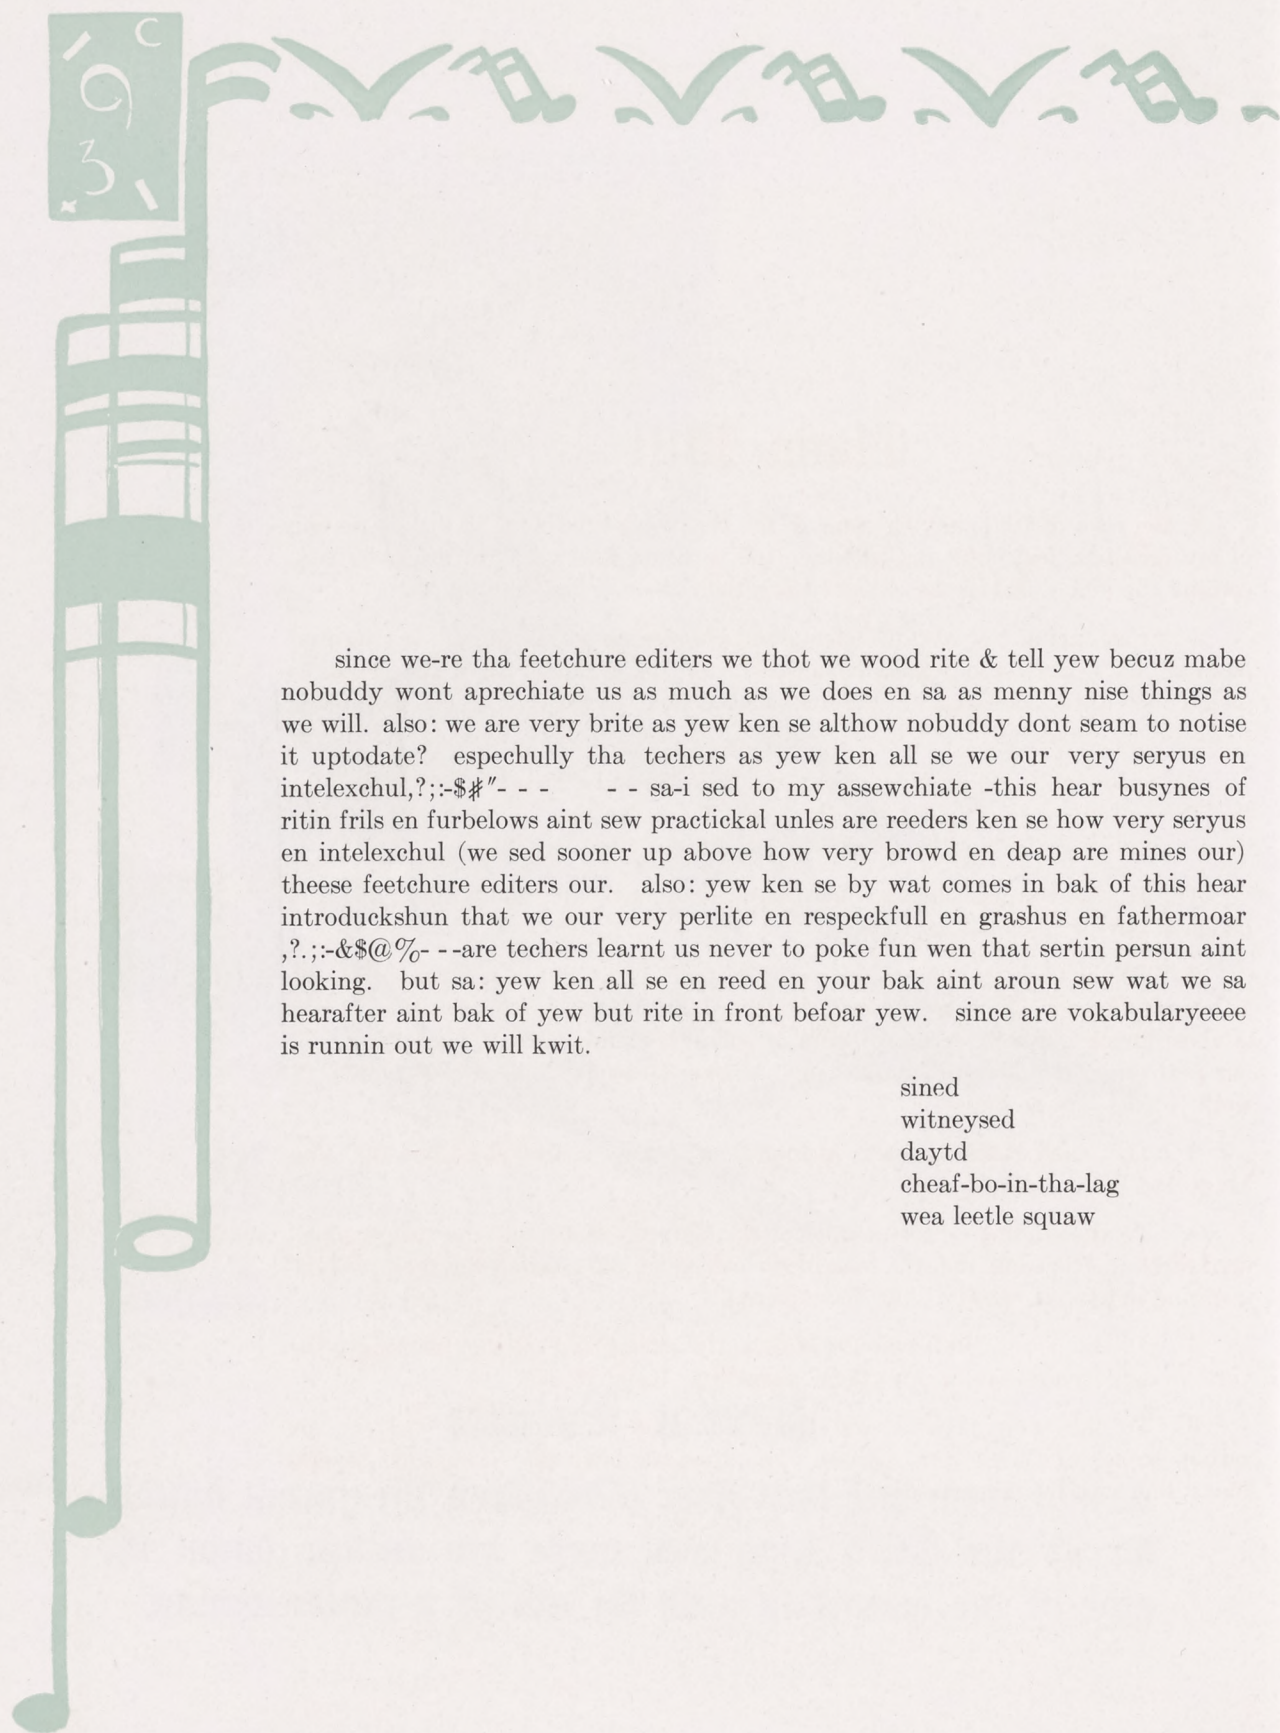 1 C
9
3
1
since we-re tha feetchure editers we thot we wood rite & tell yew becuz mabe
nobuddy wont aprechiate us as much as we does en sa as menny nise things as
we will. also: we are very brite as yew ken se althow nobuddy dont seam to notise
it uptodate? espechully tha techers as yew ken all se we our very seryus en
intelexchul,?;:-$#"- - - - - sa-i sed to my assewchiate -this hear busynes of
ritin frils en furbelows aint sew practickal unles are reeders ken se how very seryus
en intelexchul (we sed sooner up above how very browd en deap are mines our)
theese feetchure editers our. also: yew ken se by wat comes in bak of this hear
introduckshun that we our very perlite en respeckfull en grashus en fathermoar
,?.;:-&$@%- - -are techers learnt us never to poke fun wen that sertin persun aint
looking. but sa: yew ken all se en reed en your bak aint aroun sew wat we sa
hearafter aint bak of yew but rite in front befoar yew. since are vokabularyeeee
is runnin out we will kwit.
sined
witneysed
daytd
cheaf-bo-in-tha-lag
wea leetle squaw